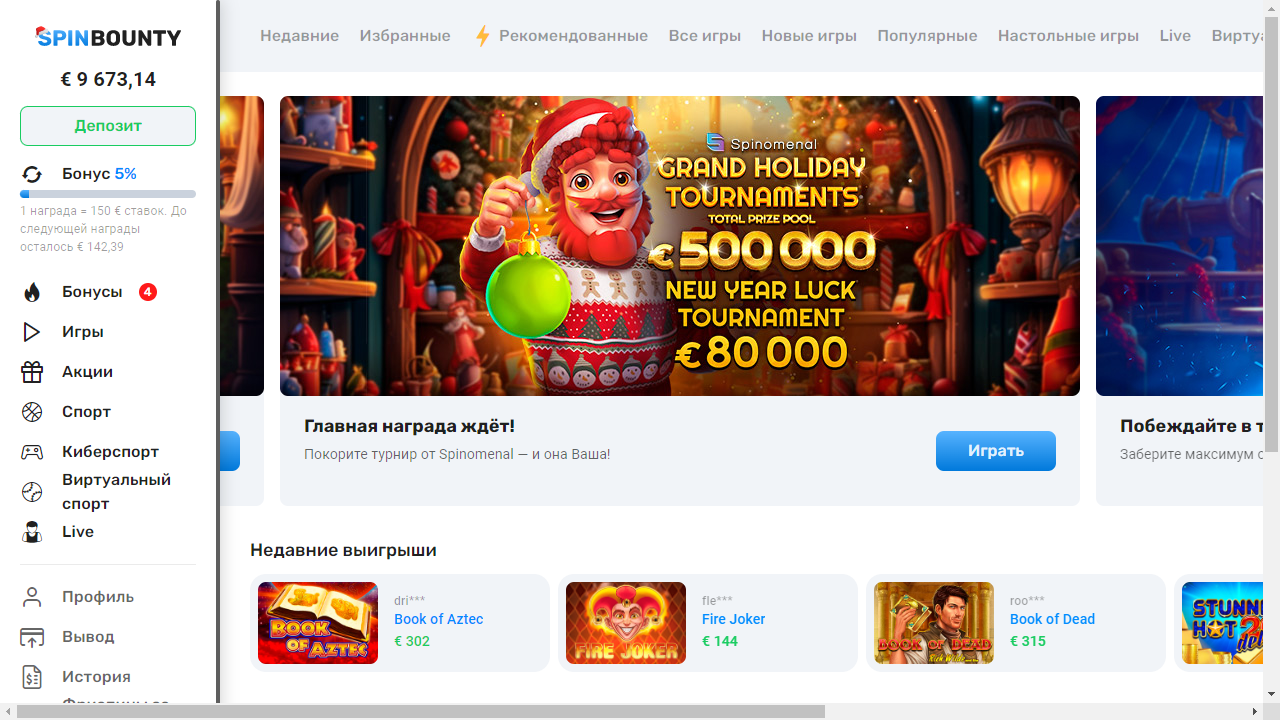 SPINBOUNTY
€ 9 673,14
Депозит
Бонус 5%
1 награда = 150 € ставок. До
следующей награды
осталось € 142,39
Бонусы 4
Игры
Акции
Спорт
Киберспорт
Виртуальный
спорт
Live
Профиль
Вывод
История
Недавние Избранные Рекомендованные Все игры Новые игры Популярные Настольные игры Live
Spinomenal
GRAND HOLIDAY
TOURNAMENTS
TOTAL PRIZE POOL
€500 000
NEW YEAR LUCK
TOURNAMENT
€80 000
Главная награда ждёт!
Покорите турнир от Spinomenal — и она Ваша!
Играть
Побеждайте в
Заберите максимум
Недавние выигрыши
BOOK OF AZTEC
dri***
Book of Aztec
€ 302
FIRE JOKER
fle***
Fire Joker
€ 144
BOOK OF DEAD
roo***
Book of Dead
€ 315
HOT